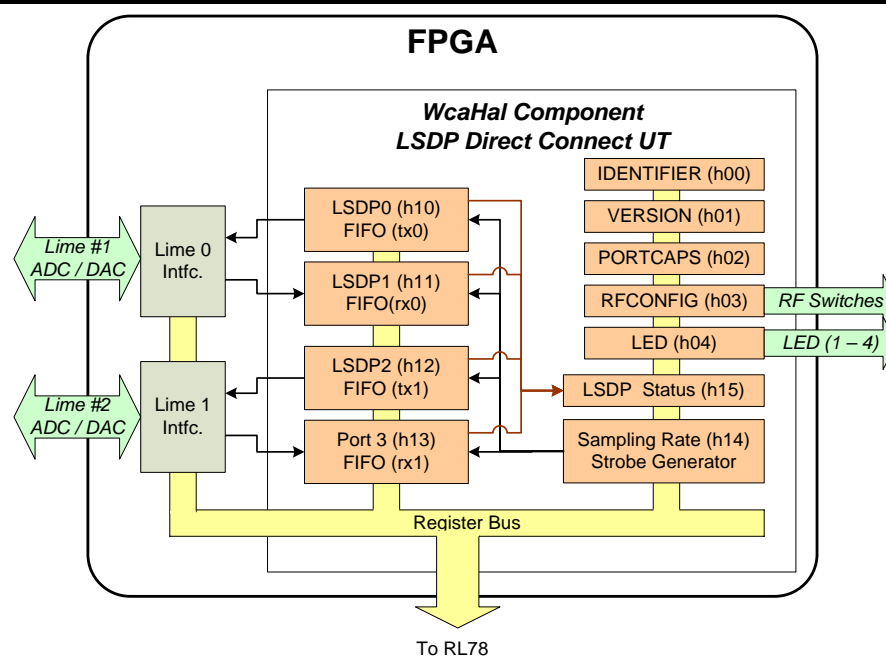 FPGA
WcaHal Component
LSDP Direct Connect UT
IDENTIFIER (h00)
VERSION (h01)
PORTCAPS (h02)
RFCONFIG (h03)
LED (h04)
LSDP Status (h15)
Sampling Rate (h14)
Strobe Generator
LSDP0 (h10)
FIFO (tx0)
LSDP1 (h11)
FIFO(rx0)
LSDP2 (h12)
FIFO (tx1)
Port 3 (h13)
FIFO (rx1)
Lime #1
ADC / DAC
Lime 0
Intfc.
Lime #2
ADC / DAC
Lime 1
Intfc.
RF Switches
LED (1 – 4)
Register Bus
To RL78